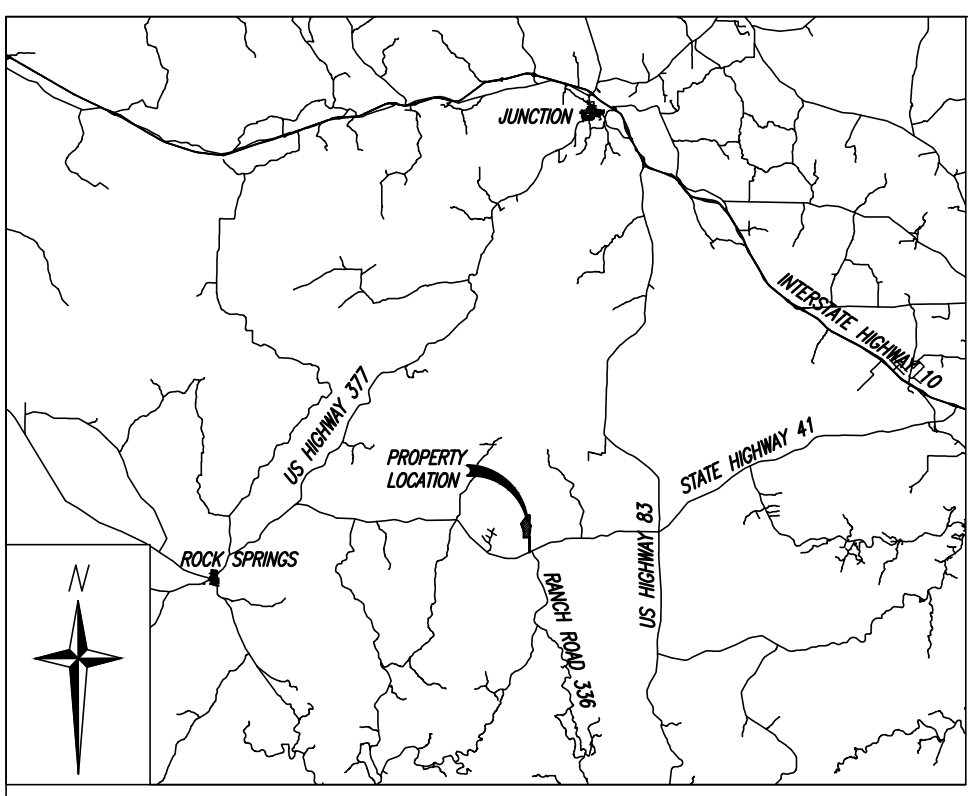 JUNCTION
INTERSTATE HIGHWAY 10
US HIGHWAY 377
STATE HIGHWAY 41
PROPERTY
LOCATION
US HIGHWAY 83
ROCK SPRINGS
N
RANCH ROAD 336